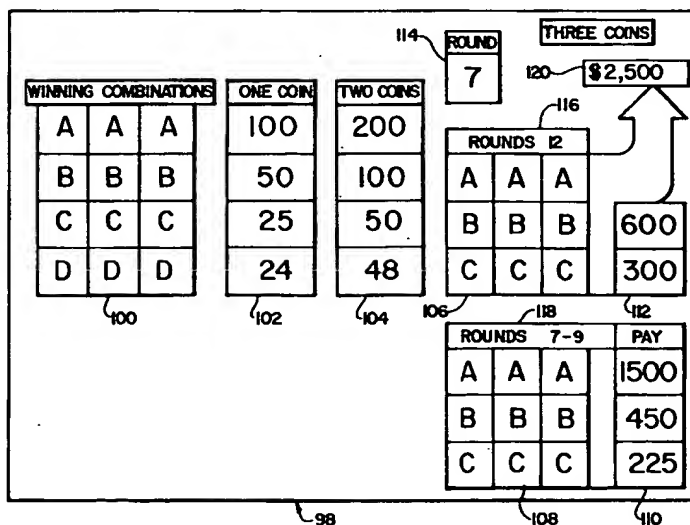 114
ROUND
7
THREE COINS
120
$2,500
WINNING COMBINATIONS
ONE COIN
TWO COINS
A A A 100 200
B B B 50 100
C C C 25 50
D D D 24 48
100
102
104
116
ROUNDS 12
A A A
B B B 600
C C C 300
106
118
112
ROUNDS 7-9 PAY
A A A 1500
B B B 450
C C C 225
98
108
110